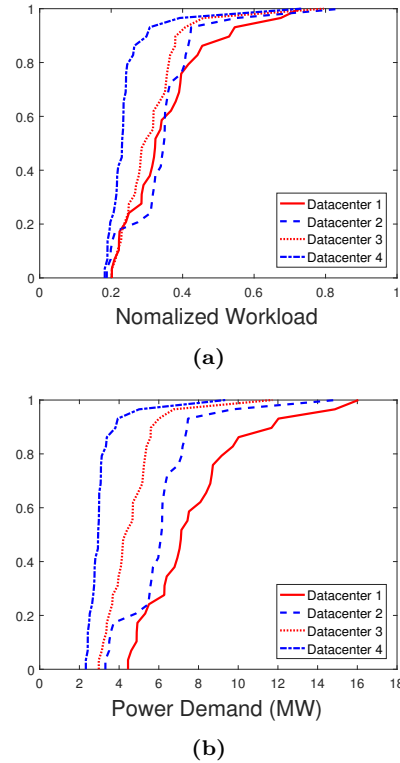 1
0.8
0.6
0.4
0.2
0
Datacenter 1
Datacenter 2
Datacenter 3
Datacenter 4
0 0.2 0.4 0.6 0.8 1
Nomalized Workload
(a)
1
0.8
0.6
0.4
0.2
0
Datacenter 1
Datacenter 2
Datacenter 3
Datacenter 4
0 2 4 6 8 10 12 14 16 18
Power Demand (MW)
(b)